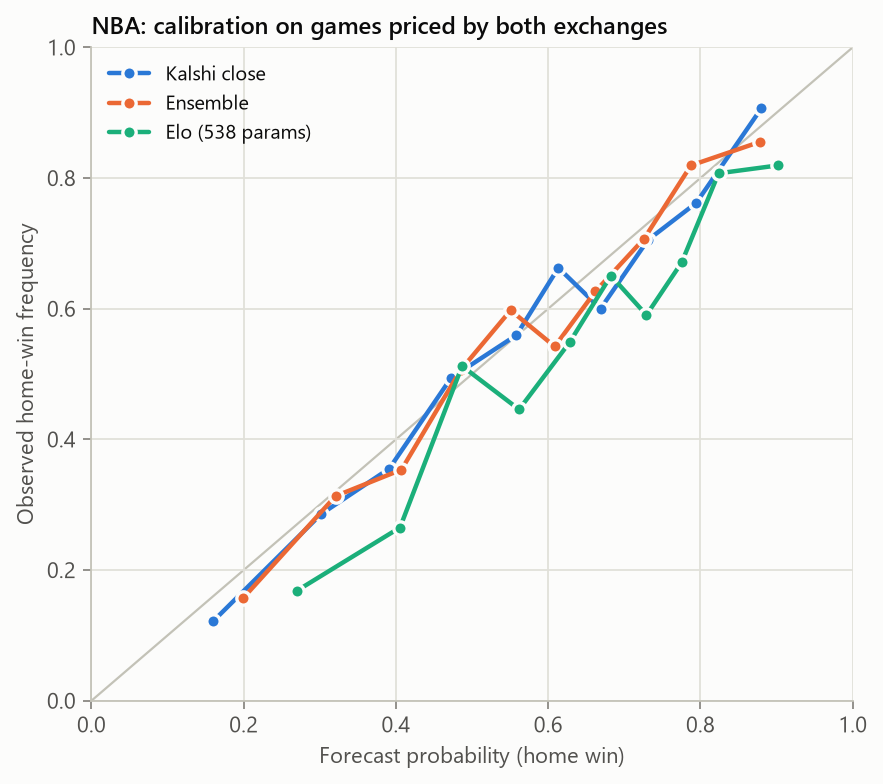 NBA: calibration on games priced by both exchanges
1.0
Kalshi close
Ensemble
Elo (538 params)
0.8
0.6
0.4
0.2
0.0
Observed home-win frequency
0.0 0.2 0.4 0.6 0.8 1.0
Forecast probability (home win)